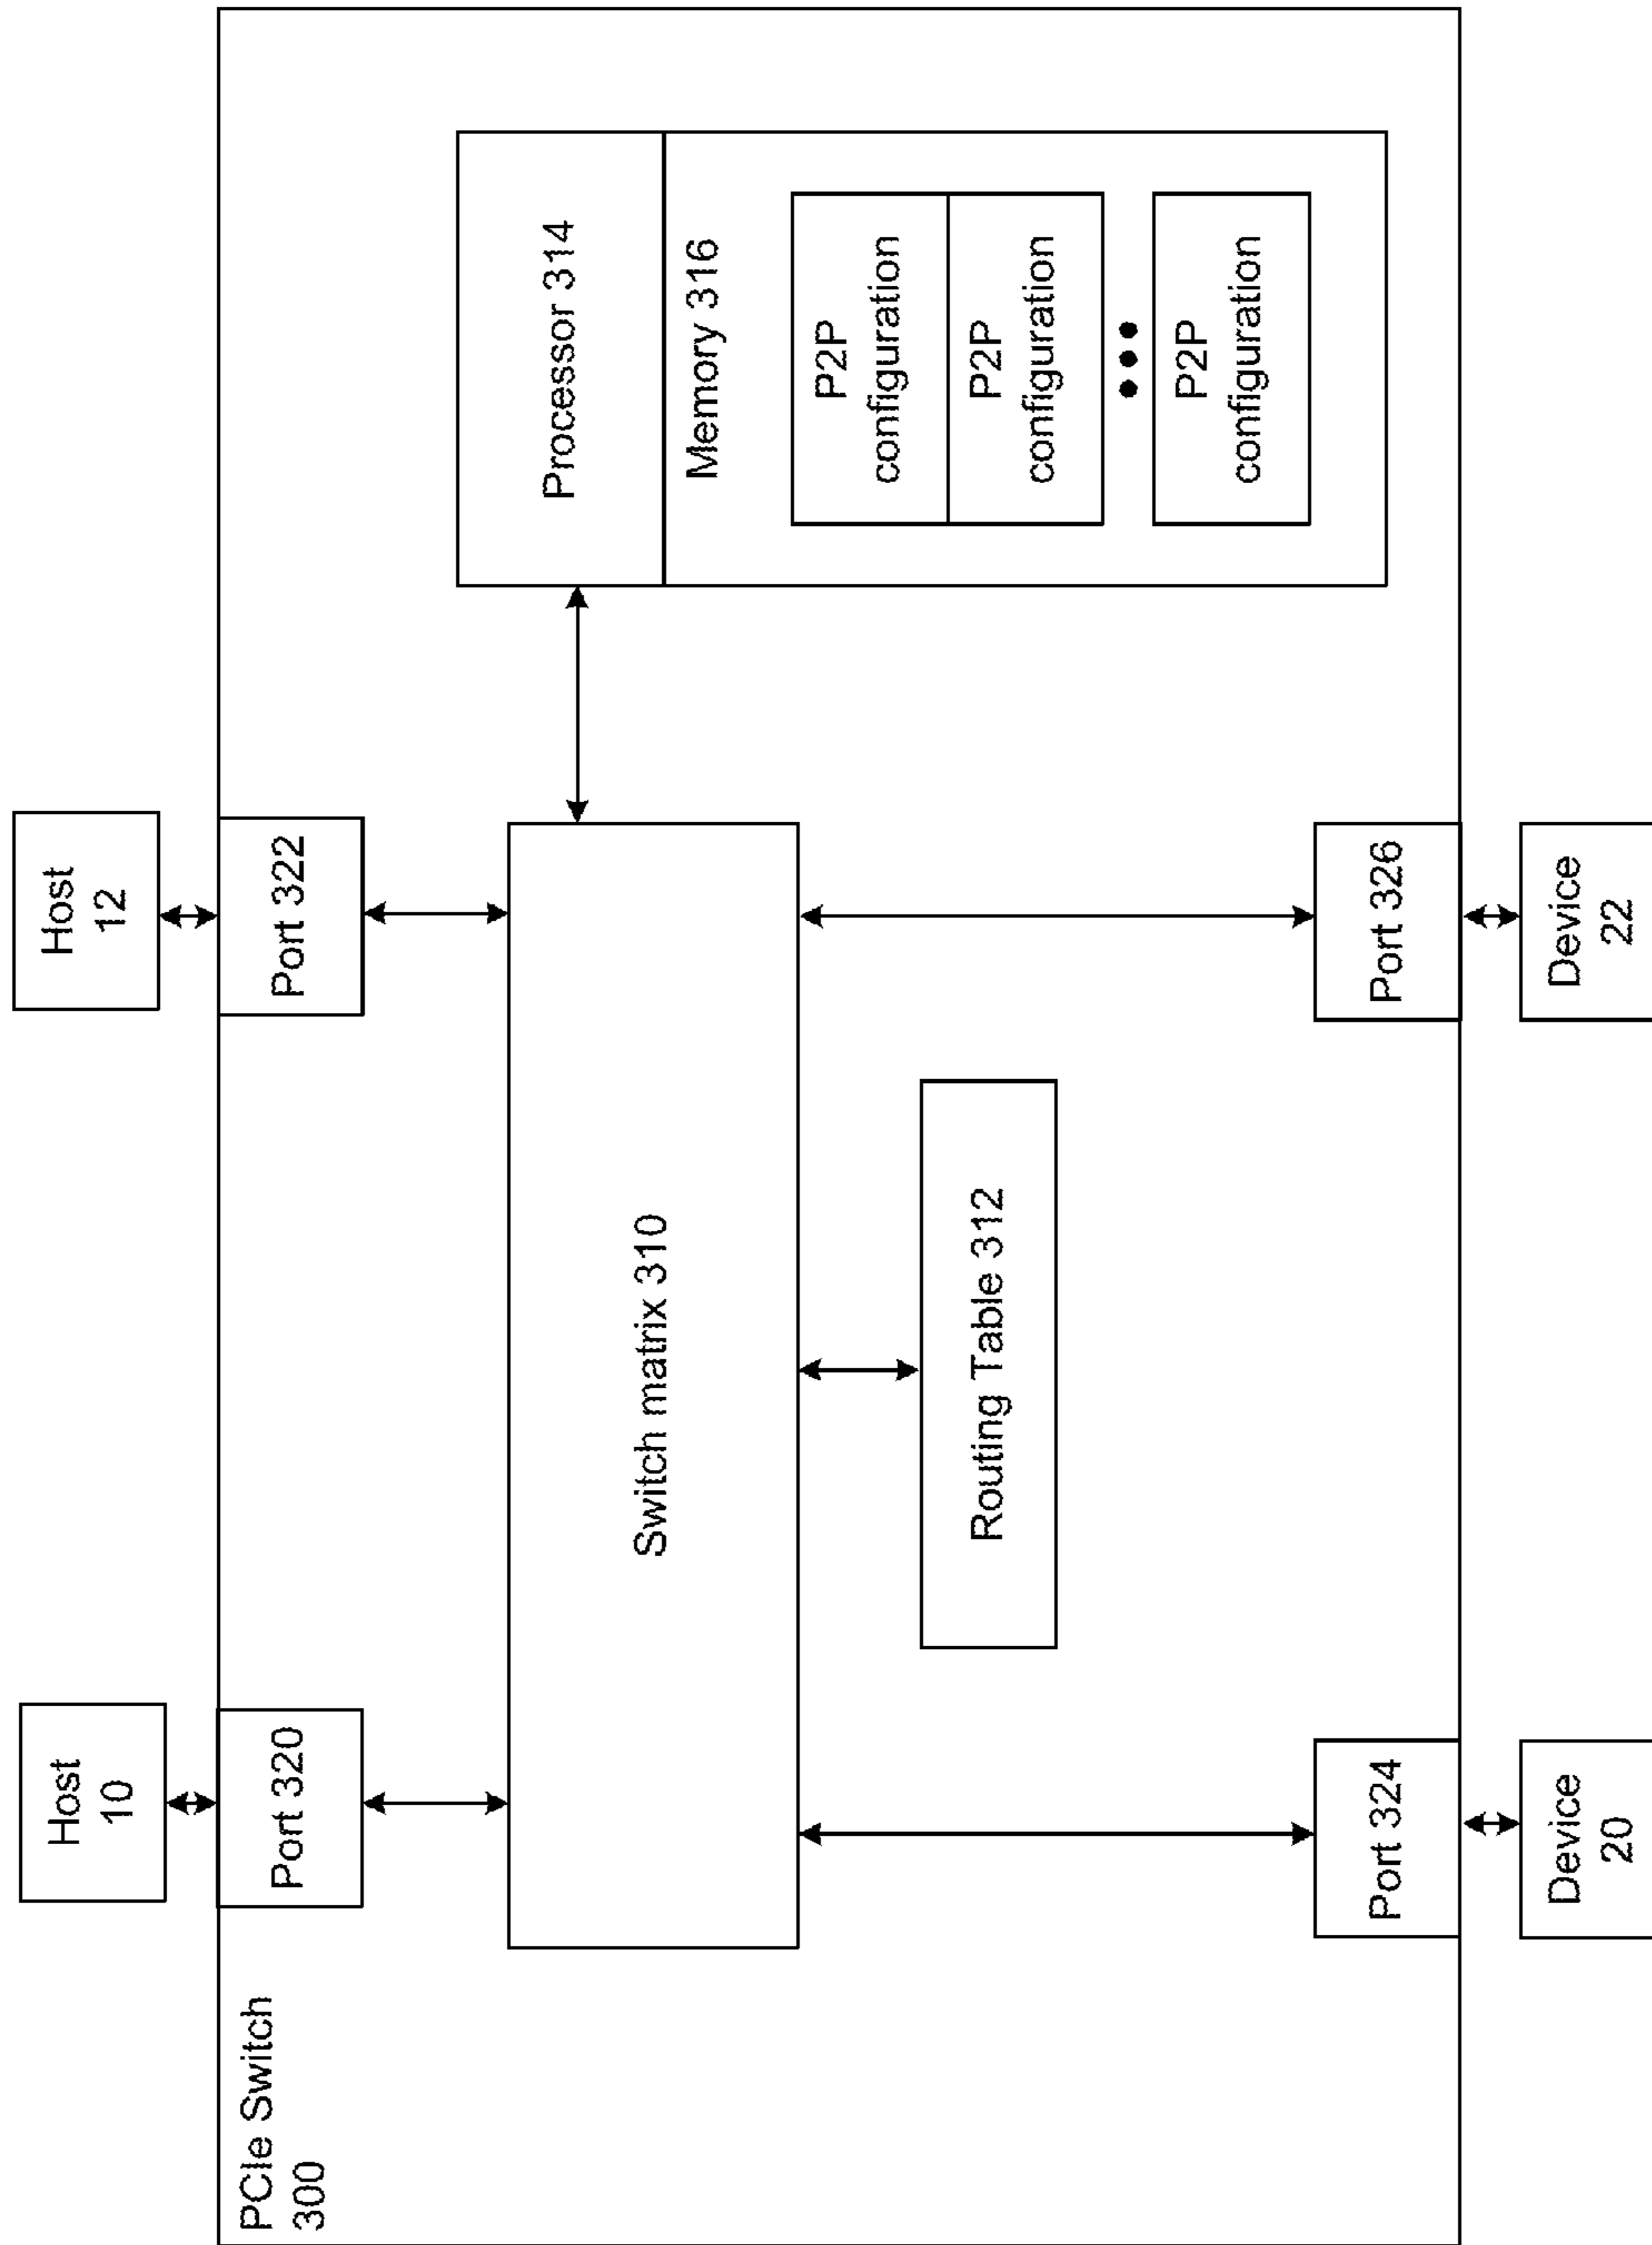 Host
10
Host
12
PCIe Switch
300
Port 320
Port 322
Processor 314
Switch matrix 310
Memory 316
P2P
configuration
P2P
configuration
P2P
configuration
Routing Table 312
Port 324
Port 326
Device
20
Device
22